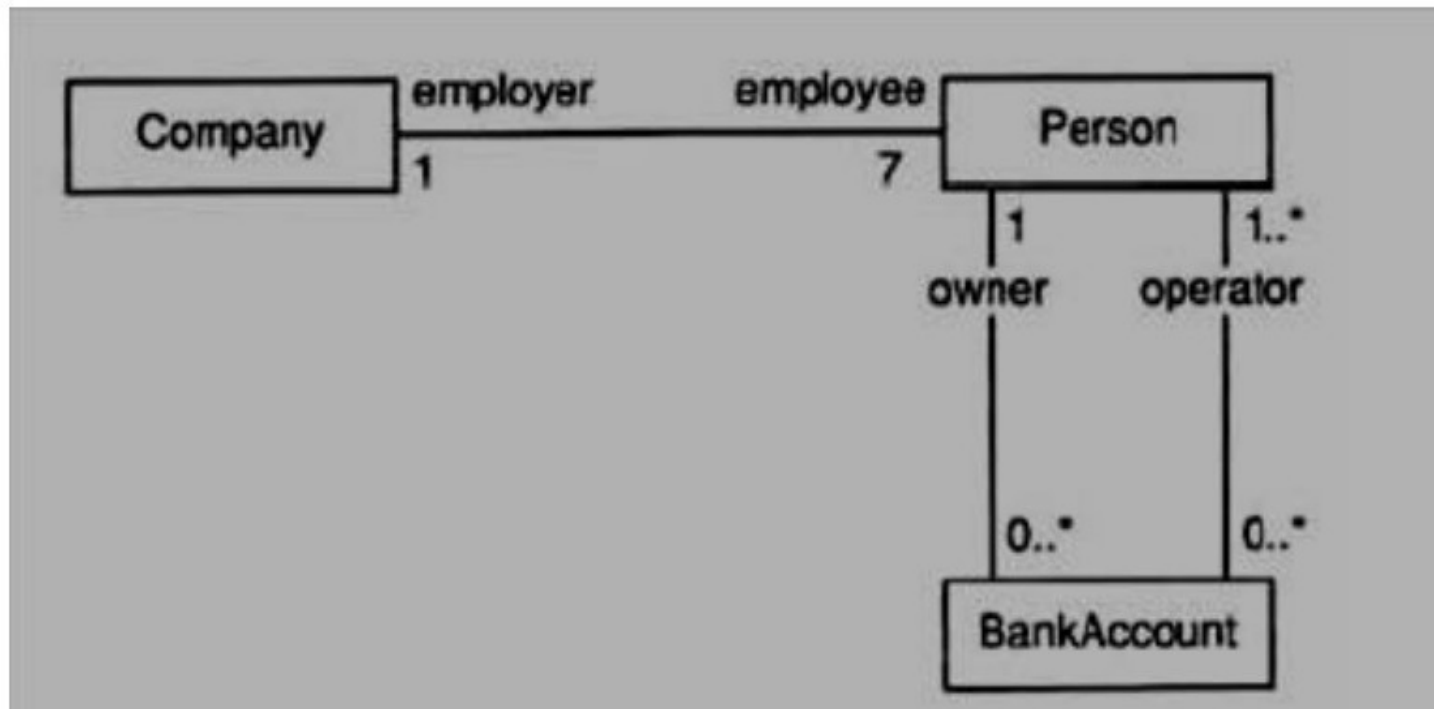 employer employee
Company Person
1 7
1 1..*
owner operator
0..* 0..*
BankAccount